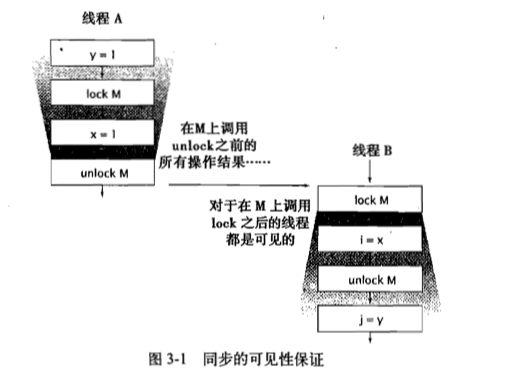 线程 A
y = 1
lock M
x = 1
unlock M
在M上调用
unlock之前的
所有操作结果……
线程 B
对于在 M 上调用
lock 之后的线程
都是可见的
lock M
i = x
unlock M
j = y
图 3-1 同步的可见性保证